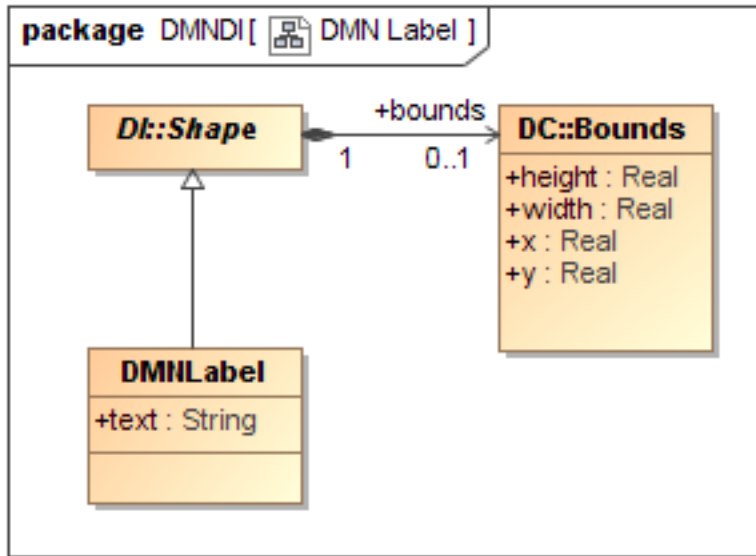 package DMNDI[ DMN Label ]
DI::Shape
+bounds
1
0..1
DC::Bounds
+height : Real
+width : Real
+x : Real
+y : Real
DMNLabel
+text : String